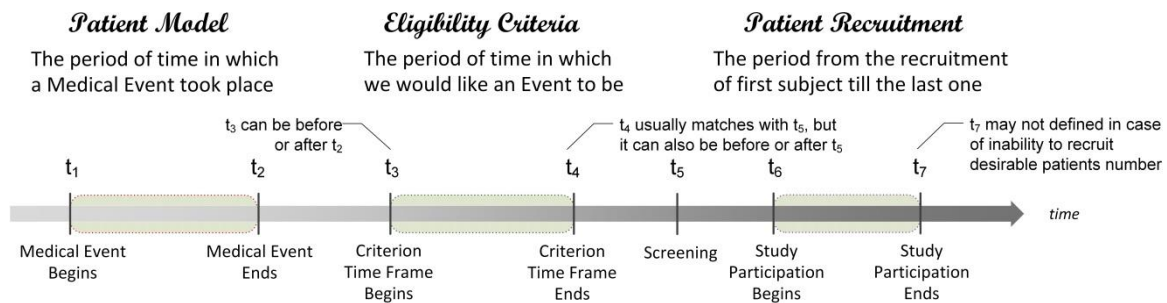 Patient Model
The period of time in which
a Medical Event took place
Eligibility Criteria
The period of time in which
we would like an Event to be
Patient Recruitment
The period from the recruitment
of first subject till the last one
t3 can be before
or after t2
t4 usually matches with t5, but
it can also be before or after t5
t7 may not defined in case
of inability to recruit
desirable patients number
t1
t2
t3
t4
t5
t6
t7
time
Medical Event
Begins
Medical Event
Ends
Criterion
Time Frame
Begins
Criterion
Time Frame
Ends
Screening
Study
Participation
Begins
Study
Participation
Ends